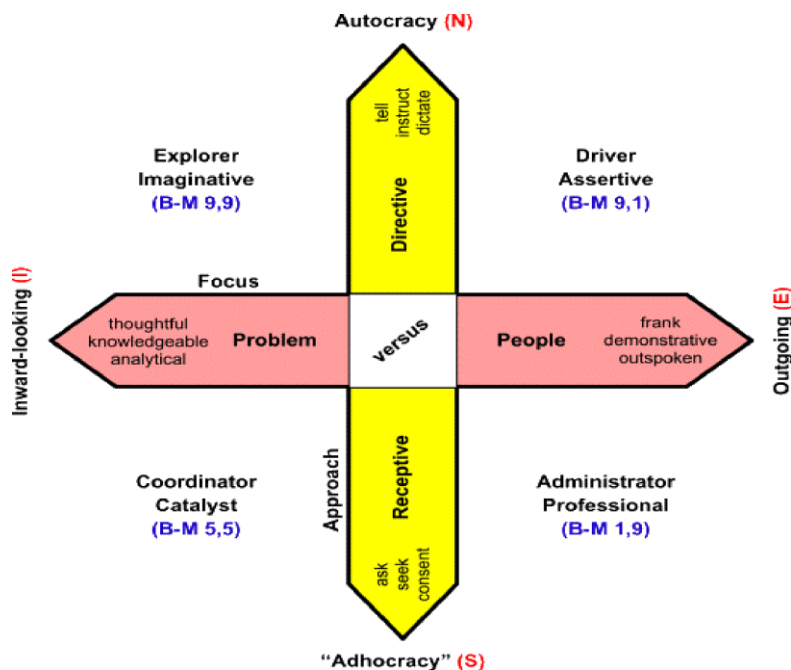 Autocracy (N)
tell
instruct
dictate
Directive
Explorer
Imaginative
(B-M 9,9)
Driver
Assertive
(B-M 9,1)
Inward-looking (I)
Focus
thoughtful
knowledgeable
analytical
Problem
versus
People
frank
demonstrative
outspoken
Outgoing (E)
Coordinator
Catalyst
(B-M 5,5)
Approach
Receptive
ask
seek
consent
Administrator
Professional
(B-M 1,9)
“Adhocracy” (S)